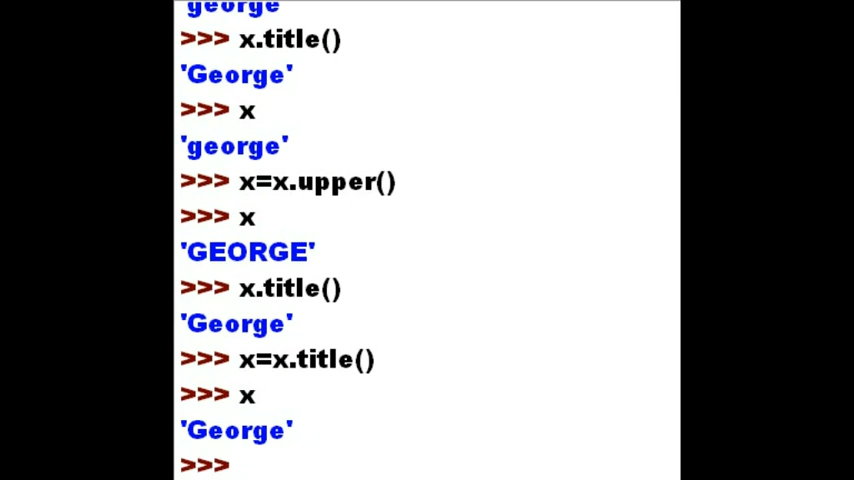 'george
>>> x.title()
'George'
>>> x
'george'
>>> x=x.upper()
>>> x
'GEORGE'
>>> x.title()
'George'
>>> x=x.title()
>>> x
'George'
>>>